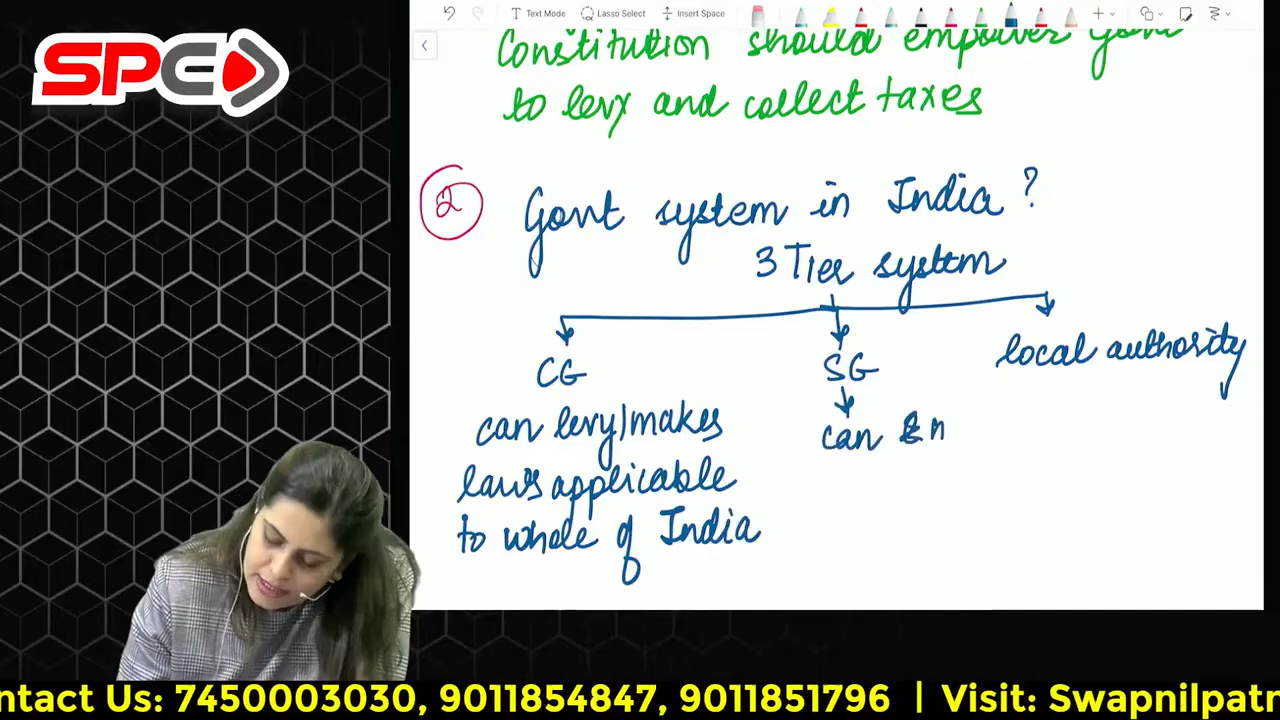 SPC
Text Mode
Lasso Select
Insert Space
Constitution should empower Govt
to levy and collect taxes
2
Govt system in India ?
3 Tier system
CG
SG
local authority
can levy/makes
laws applicable
to whole of India
can
ntact Us: 7450003030, 9011854847, 9011851796 | Visit: Swapnilpatn